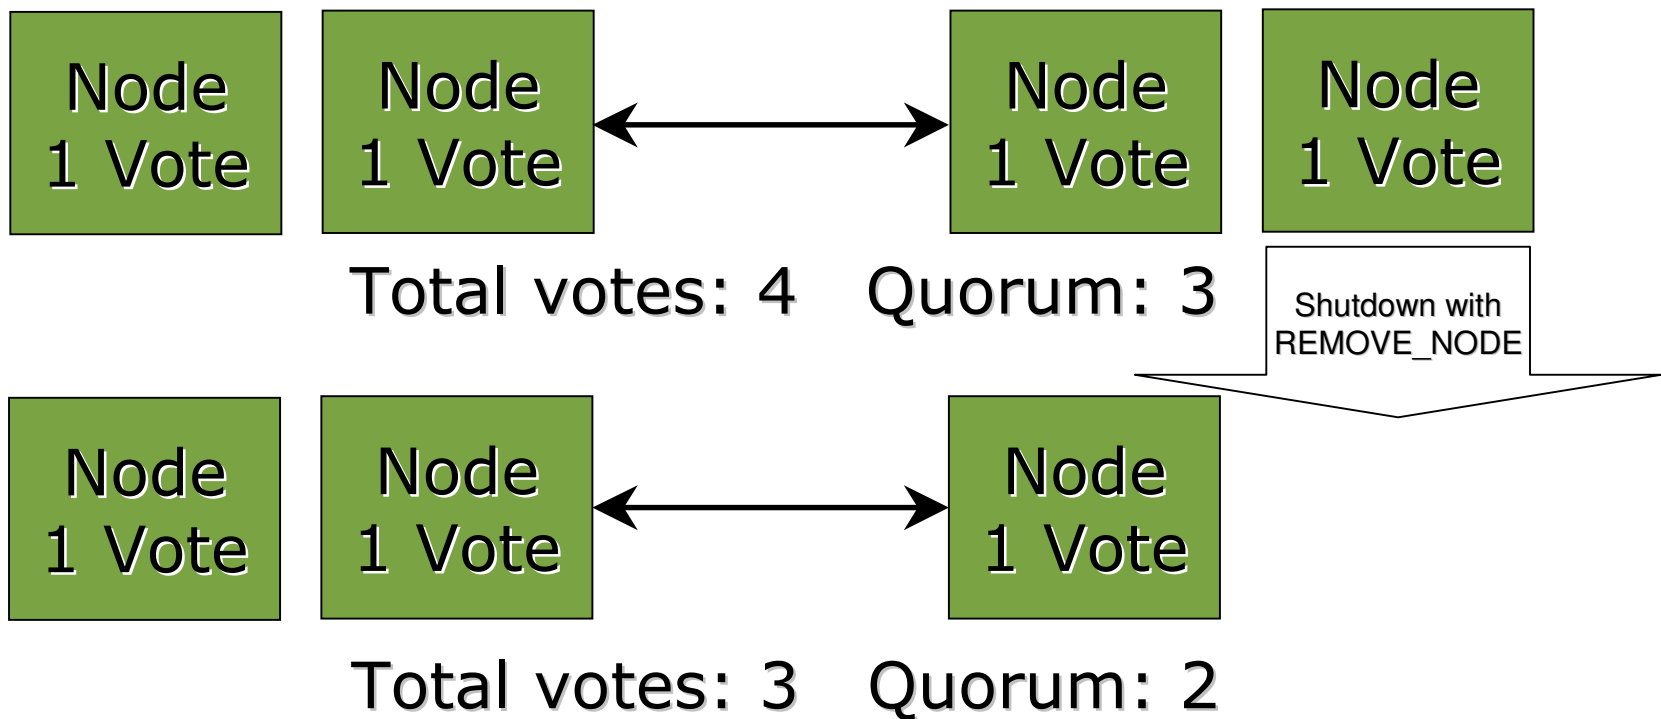 Node
1 Vote
Node
1 Vote
Node
1 Vote
Node
1 Vote
Total votes: 4 Quorum: 3
Shutdown with
REMOVE_NODE
Node
1 Vote
Node
1 Vote
Node
1 Vote
Total votes: 3 Quorum: 2